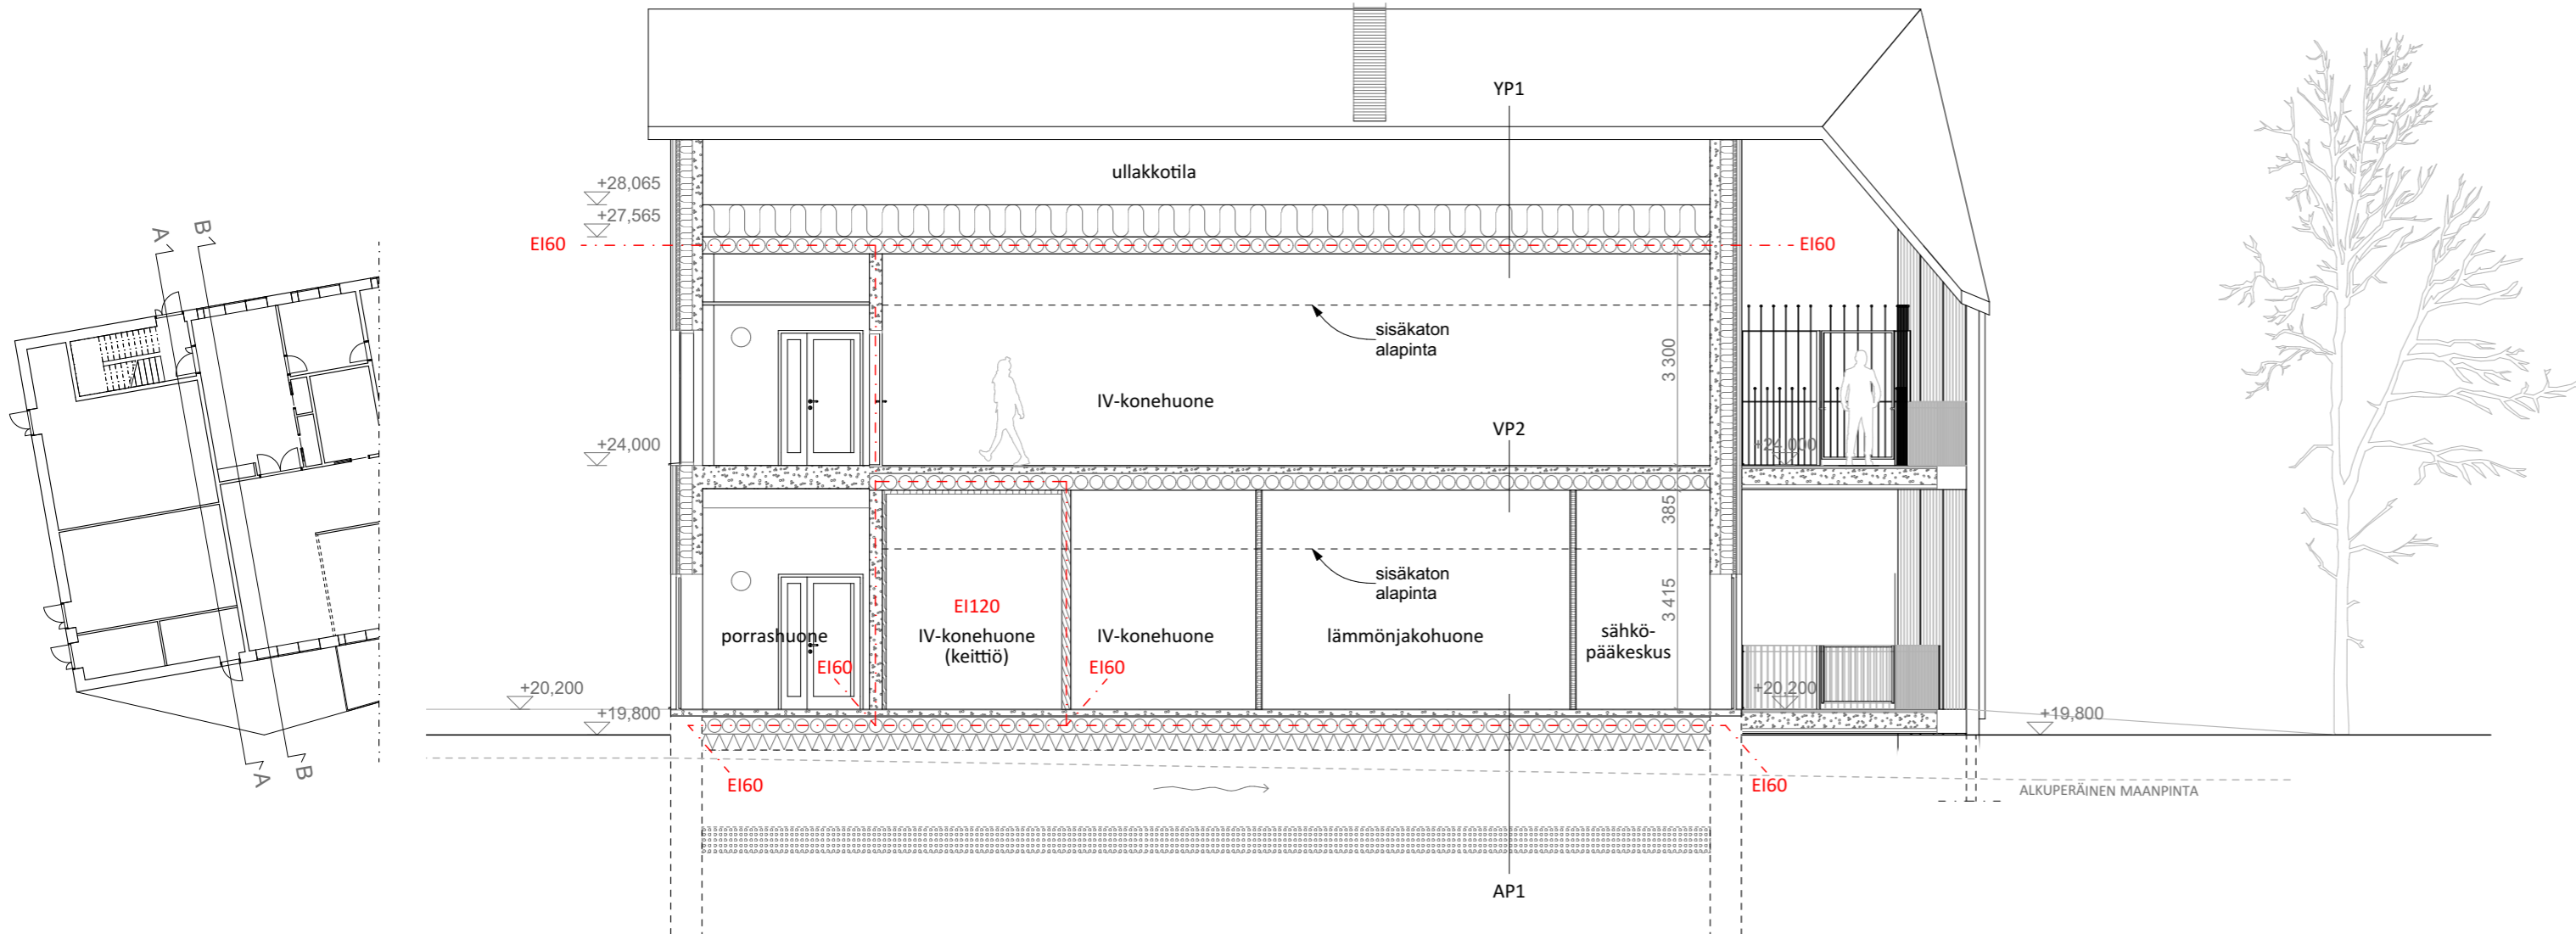 YP1
ullakkotila
+28,065
+27,565
EI60
EI60
B
A
sisäkaton
alapinta
3 300
IV-konehuone
VP2
+24,000
+24,000
385
sisäkaton
alapinta
3 415
EI120
porrashuone
IV-konehuone
(keittiö)
IV-konehuone
lämmönjakohuone
sähkö-
pääkeskus
EI60
EI60
+20,200
+20,200
+19,800
+19,800
A
B
EI60
EI60
ALKUPERÄINEN MAANPINTA
AP1